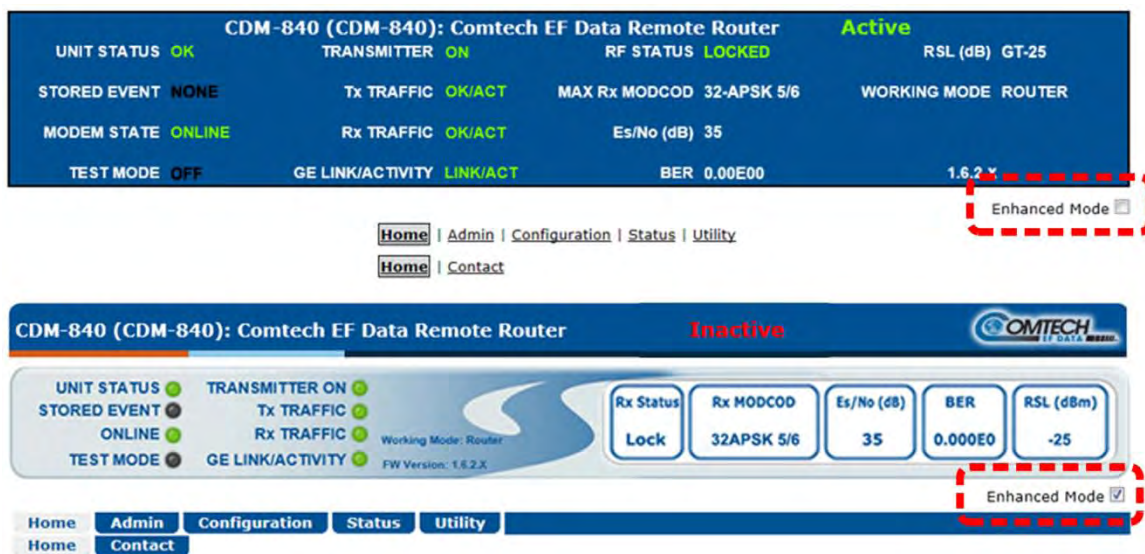 CDM-840 (CDM-840): Comtech EF Data Remote Router Active
UNIT STATUS OK TRANSMITTER ON RF STATUS LOCKED RSL (dB) GT-25
STORED EVENT NONE Tx TRAFFIC OK/ACT MAX Rx MODCOD 32-APSK 5/6 WORKING MODE ROUTER
MODEM STATE ONLINE Rx TRAFFIC OK/ACT Es/No (dB) 35
TEST MODE OFF GE LINK/ACTIVITY LINK/ACT BER 0.00E00 1.6.2.X
Enhanced Mode
Home | Admin | Configuration | Status | Utility
Home | Contact
CDM-840 (CDM-840): Comtech EF Data Remote Router Inactive COMTECH
EF DATA
UNIT STATUS TRANSMITTER ON Rx Status Rx MODCOD Es/No (dB) BER RSL (dBm)
STORED EVENT Tx TRAFFIC
ONLINE Rx TRAFFIC Working Mode: Router Lock 32APSK 5/6 35 0.000E0 -25
TEST MODE GE LINK/ACTIVITY FW Version: 1.6.2.X
Enhanced Mode
Home Admin Configuration Status Utility
Home Contact